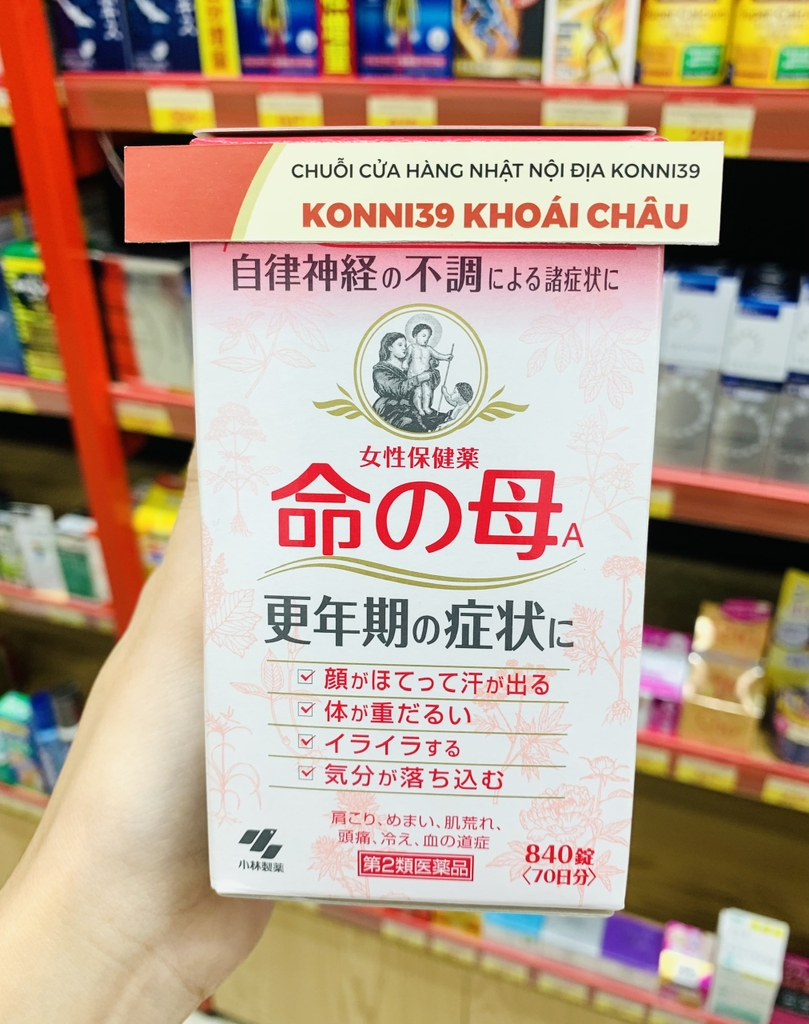 CHUỖI CỬA HÀNG NHẬT NỘI ĐỊA KONNI39
KONNI39 KHOÁI CHÂU
自律神経の不調による諸症状に
女性保健薬
命の母A
更年期の症状に
顔がほてって汗が出る
体が重だるい
イライラする
気分が落ち込む
肩こり、めまい、肌荒れ、
頭痛、冷え、血の道症
第2類医薬品
小林製薬
840錠
〈70日分〉